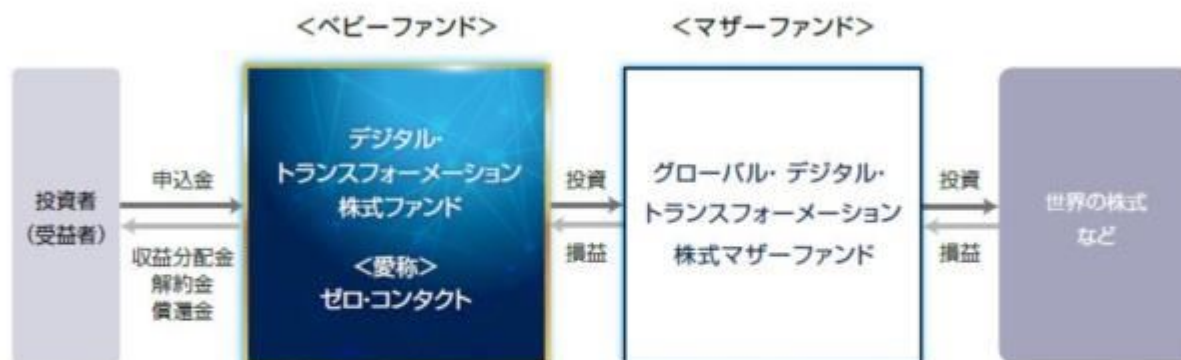 ＜ベビーファンド＞
＜マザーファンド＞
投資者
（受益者）
申込金
収益分配金
解約金
償還金
デジタル・
トランスフォーメーション
株式ファンド
＜愛称＞
ゼロ・コンタクト
投資
損益
グローバル・デジタル・
トランスフォーメーション
株式マザーファンド
投資
損益
世界の株式
など